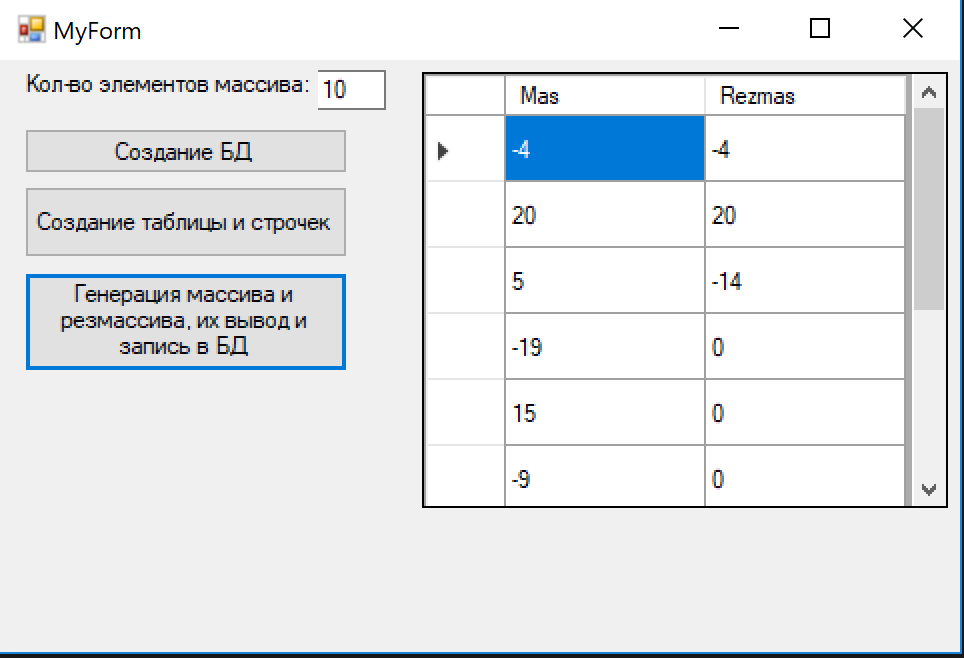 MyForm
Кол-во элементов массива: 10
Создание БД
Создание таблицы и строчек
Генерация массива и
резмассива, их вывод и
запись в БД
Mas Rezmas
-4 -4
20 20
5 -14
-19 0
15 0
-9 0